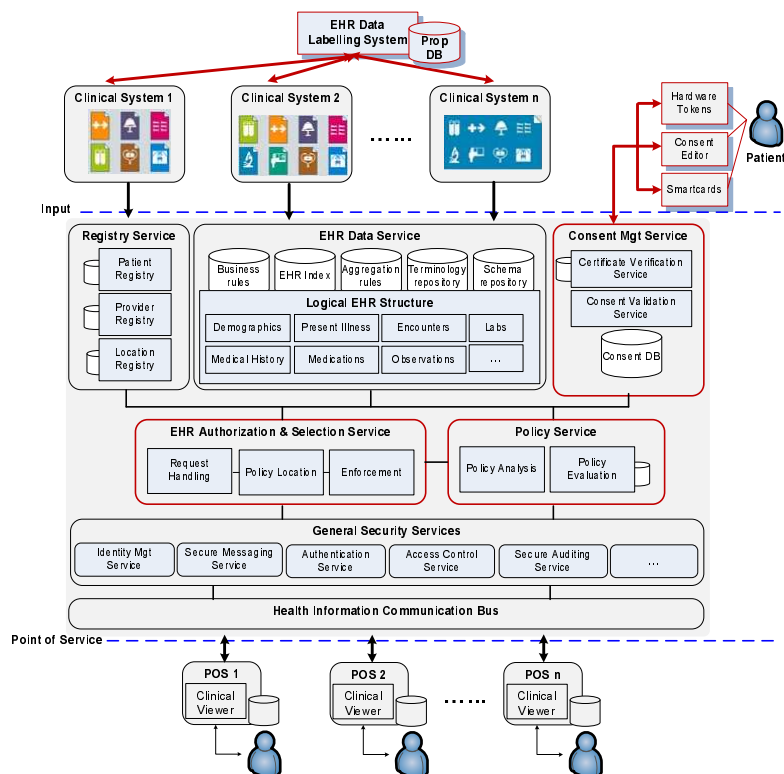 EHR Data
Labelling System
Prop
DB
Clinical System 1
Clinical System 2
Clinical System n
......
Hardware
Tokens
Consent
Editor
Smartcards
Patient
Input
Registry Service
Patient
Registry
Provider
Registry
Location
Registry
EHR Data Service
Business
rules
EHR Index
Aggregation
rules
Terminology
repository
Schema
repository
Logical EHR Structure
Demographics
Present Illness
Encounters
Labs
Medical History
Medications
Observations
...
Consent Mgt Service
Certificate Verification
Service
Consent Validation
Service
Consent DB
EHR Authorization & Selection Service
Request
Handling
Policy Location
Enforcement
Policy Service
Policy Analysis
Policy
Evaluation
General Security Services
Identity Mgt
Service
Secure Messaging
Service
Authentication
Service
Access Control
Service
Secure Auditing
Service
...
Health Information Communication Bus
Point of Service
POS 1
Clinical
Viewer
POS 2
Clinical
Viewer
......
POS n
Clinical
Viewer